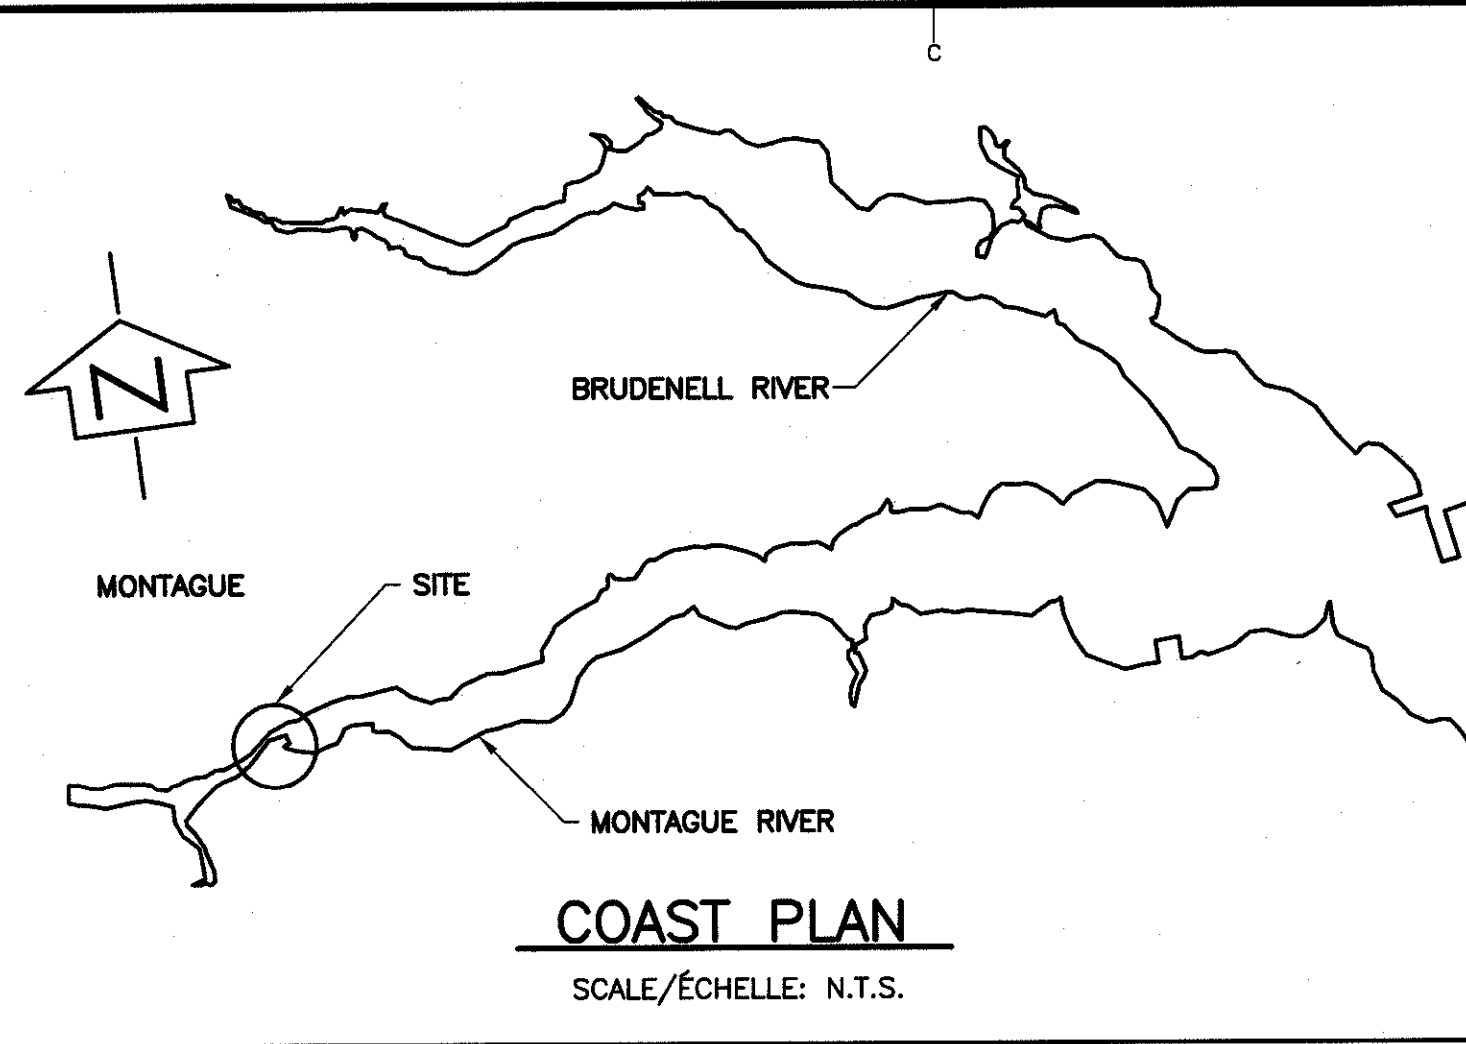 C
BRUDENELL RIVER
N
MONTAGUE
SITE
MONTAGUE RIVER
COAST PLAN
SCALE/ÉCHELLE: N.T.S.